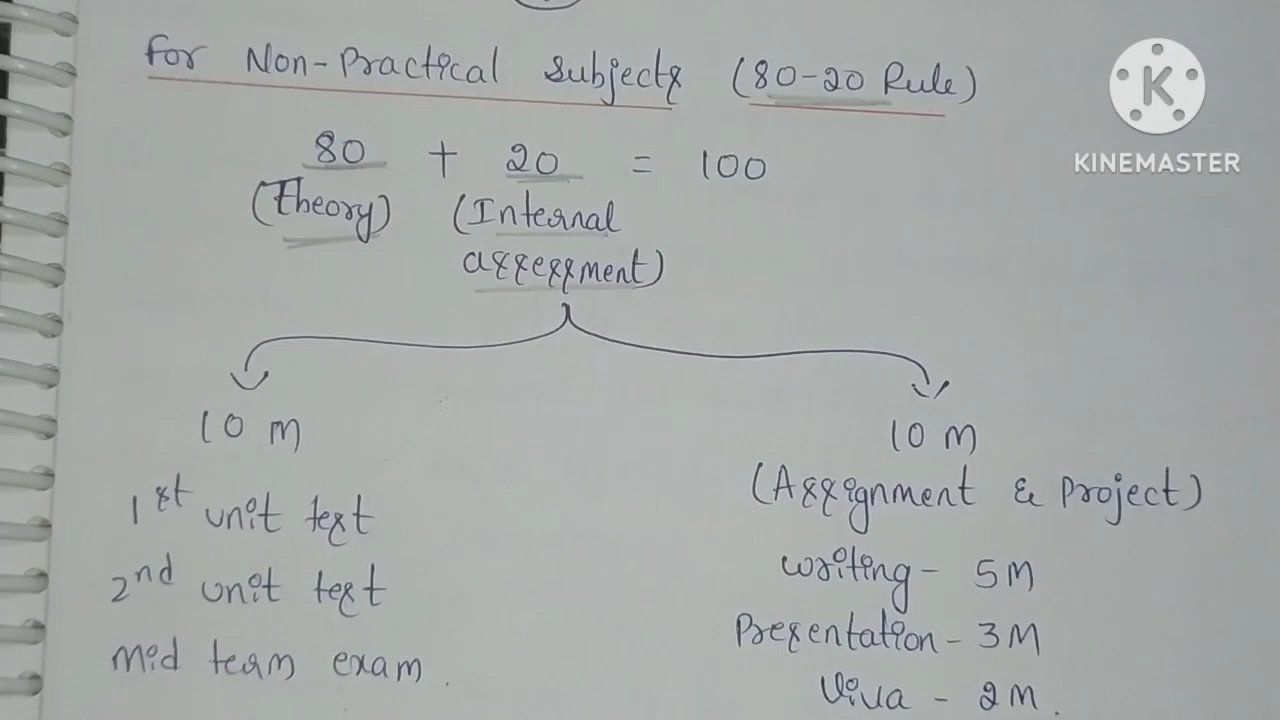 For Non-Practical Subjects (80-20 Rule)
80 + 20 = 100
(Theory) (Internal
assessment)
10 M
1st unit test
2nd unit test
Mid term exam.
10 M
(Assignment & Project)
writing - 5M
Presentation - 3M
Viva - 2M.
K
KINEMASTER